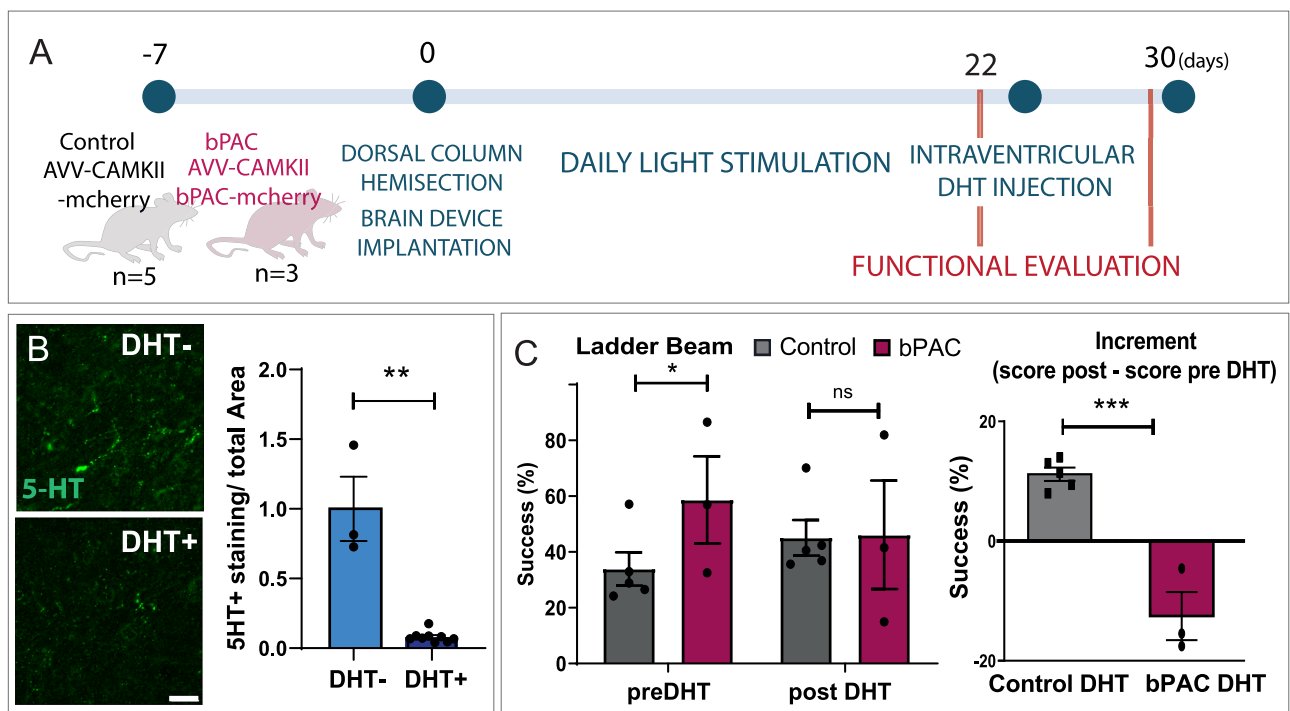 A
-7
0
22
30(days)
Control
AVV-CAMKII
-mcherry
n=5
bPAC
AVV-CAMKII
bPAC-mcherry
n=3
DORSAL COLUMN
HEMISECTION
BRAIN DEVICE
IMPLANTATION
DAILY LIGHT STIMULATION
INTRAVENTRICULAR
DHT INJECTION
FUNCTIONAL EVALUATION
B
DHT-
5-HT
DHT+
5HT+ staining/ total Area
2.0
1.5
1.0
0.5
0.0
**
DHT-
DHT+
C
Ladder Beam
Control
bPAC
Success (%)
80
60
40
20
0
*
ns
preDHT
post DHT
Increment
(score post - score pre DHT)
Success (%)
20
0
-20
***
Control DHT
bPAC DHT